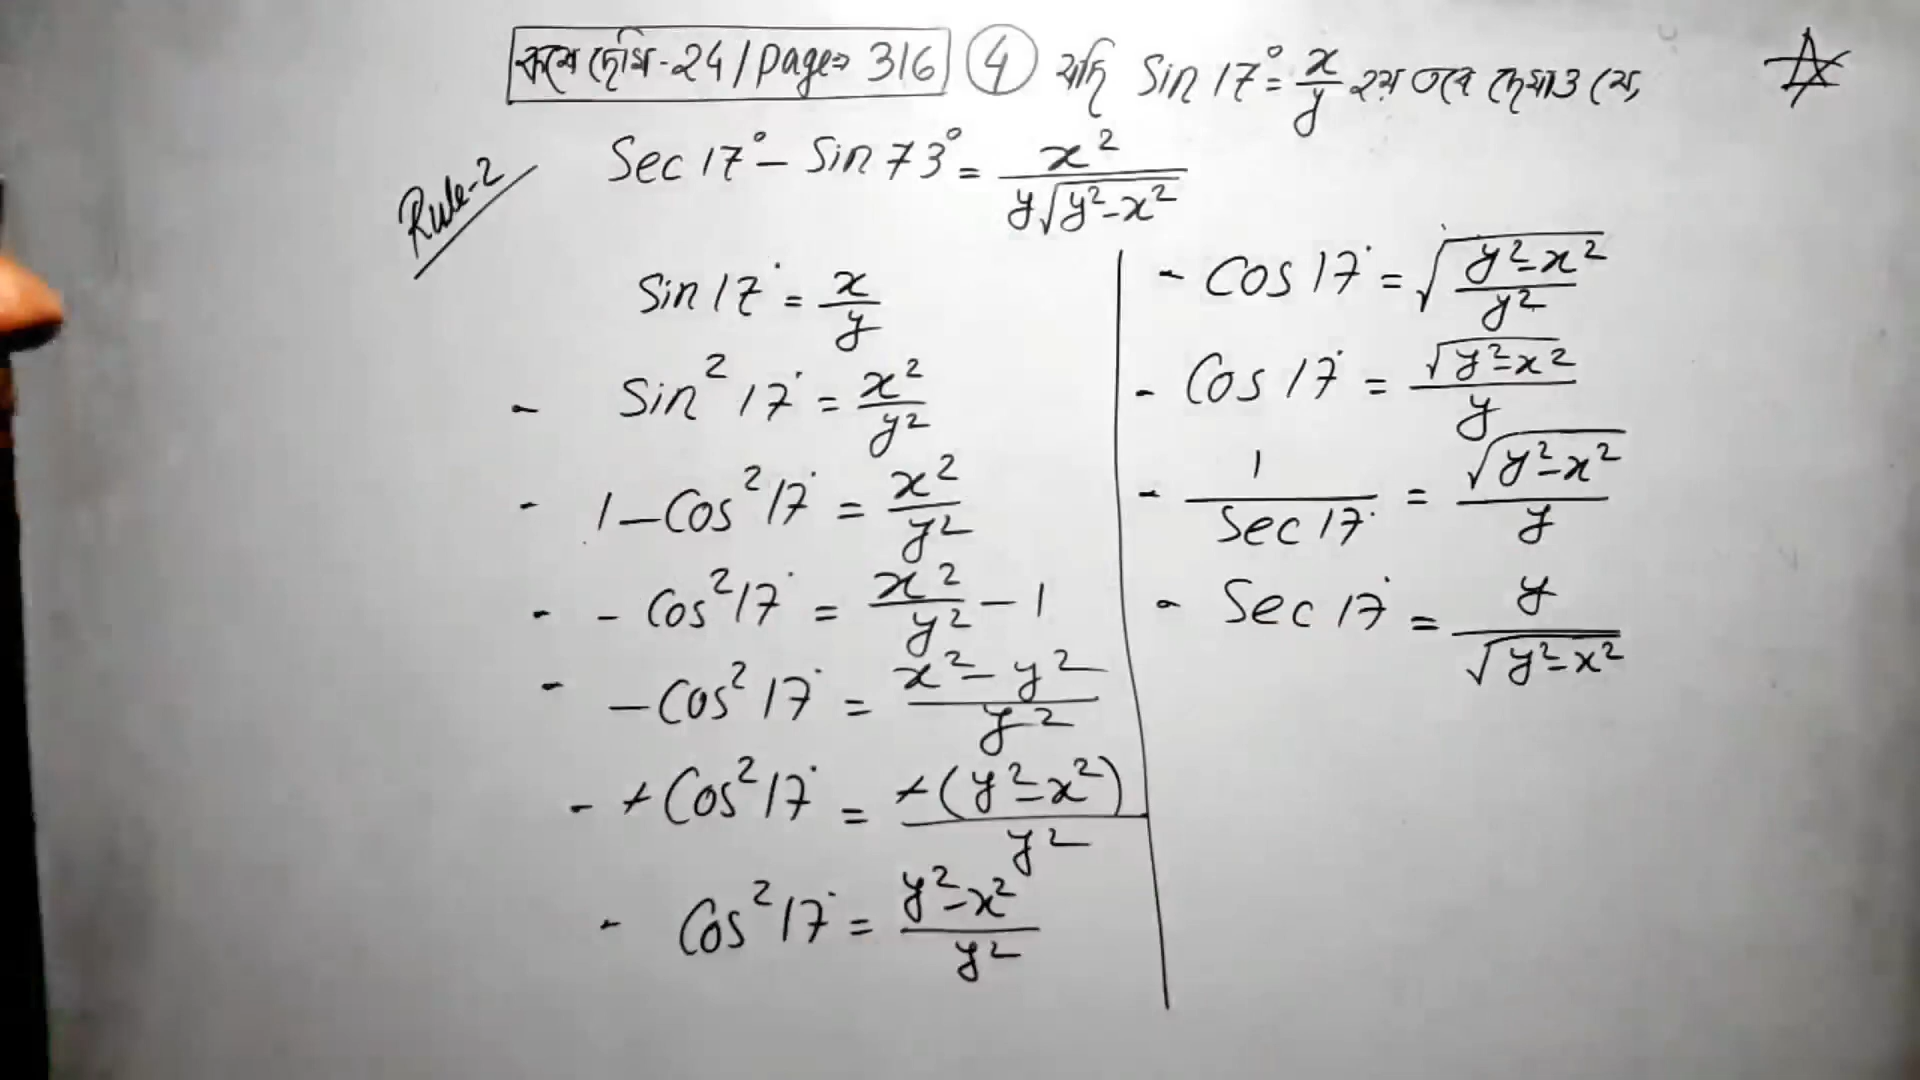 কষে দেখি-24/Page⇒ 316 ④ যদি Sin 17° = x/y হয় তবে দেখাও যে,
Sec 17° - Sin 73° = x²/(y√(y²-x²))
Rule-2
Sin 17° = x/y
- Sin² 17° = x²/y²
- 1 - Cos² 17° = x²/y²
- - Cos² 17° = x²/y² - 1
- - Cos² 17° = (x² - y²)/y²
- + Cos² 17° = +(y² - x²)/y²
- Cos² 17° = (y² - x²)/y²
- Cos 17° = √((y² - x²)/y²)
- Cos 17° = √(y² - x²)/y
- 1/Sec 17° = √(y² - x²)/y
- Sec 17° = y/√(y² - x²)